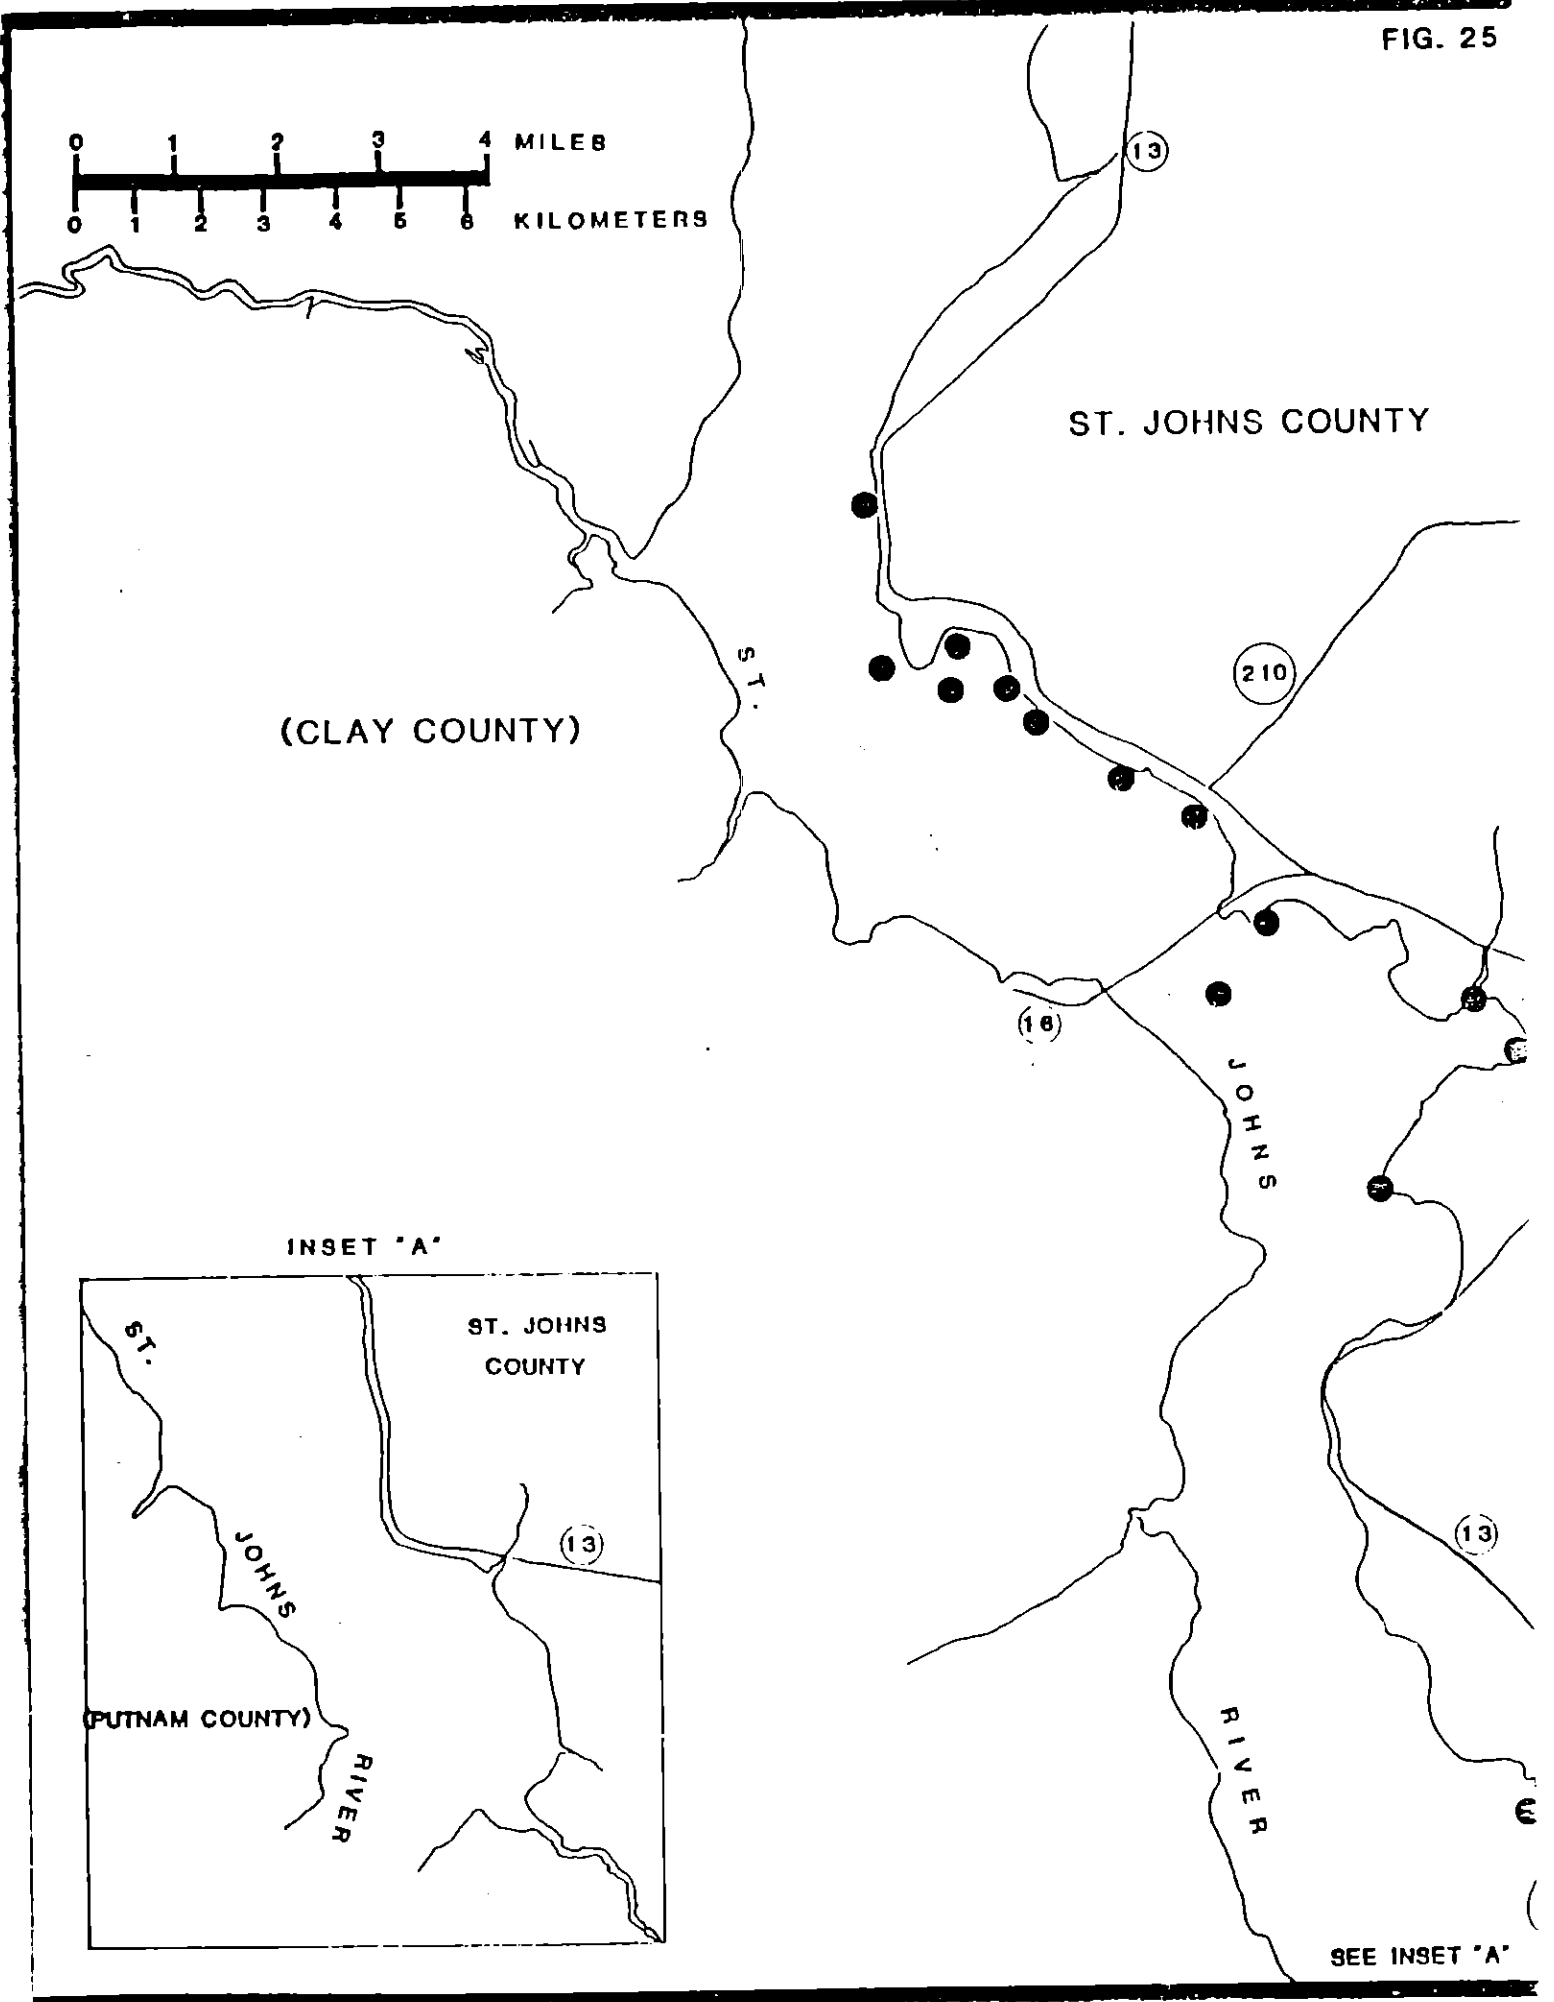 FIG. 25
0 1 2 3 4 MILES
0 1 2 3 4 5 6 KILOMETERS
13
ST. JOHNS COUNTY
210
ST.
(CLAY COUNTY)
16
JOHNS
INSET "A"
ST. JOHNS
COUNTY
ST.
13
JOHNS
13
(PUTNAM COUNTY)
RIVER
RIVER
SEE INSET "A"